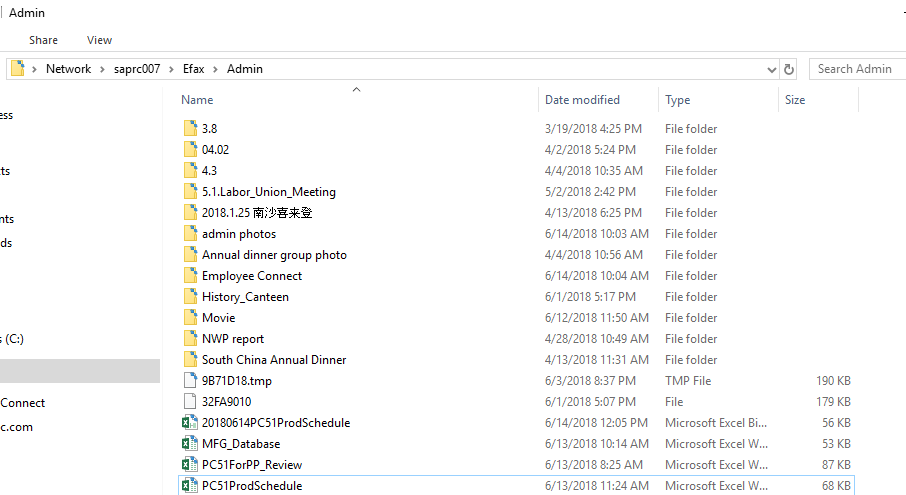 Admin
Share View
Network saprc007 Efax Admin Search Admin
Name Date modified Type Size
ess
ts
nts
ds
s (C:)
Connect
c.com
3.8 3/19/2018 4:25 PM File folder
04.02 4/2/2018 5:24 PM File folder
4.3 4/4/2018 10:35 AM File folder
5.1.Labor_Union_Meeting 5/2/2018 2:42 PM File folder
2018.1.25 南沙喜来登 4/13/2018 6:25 PM File folder
admin photos 6/14/2018 10:03 AM File folder
Annual dinner group photo 4/4/2018 10:56 AM File folder
Employee Connect 6/14/2018 10:04 AM File folder
History_Canteen 6/1/2018 5:17 PM File folder
Movie 6/12/2018 11:50 AM File folder
NWP report 4/28/2018 10:49 AM File folder
South China Annual Dinner 4/13/2018 11:31 AM File folder
9B71D18.tmp 6/3/2018 8:37 PM TMP File 190 KB
32FA9010 6/1/2018 5:07 PM File 179 KB
20180614PC51ProdSchedule 6/14/2018 12:05 PM Microsoft Excel Bi... 56 KB
MFG_Database 6/13/2018 10:14 AM Microsoft Excel W... 53 KB
PC51ForPP_Review 6/13/2018 8:25 AM Microsoft Excel W... 87 KB
PC51ProdSchedule 6/13/2018 11:24 AM Microsoft Excel W... 68 KB